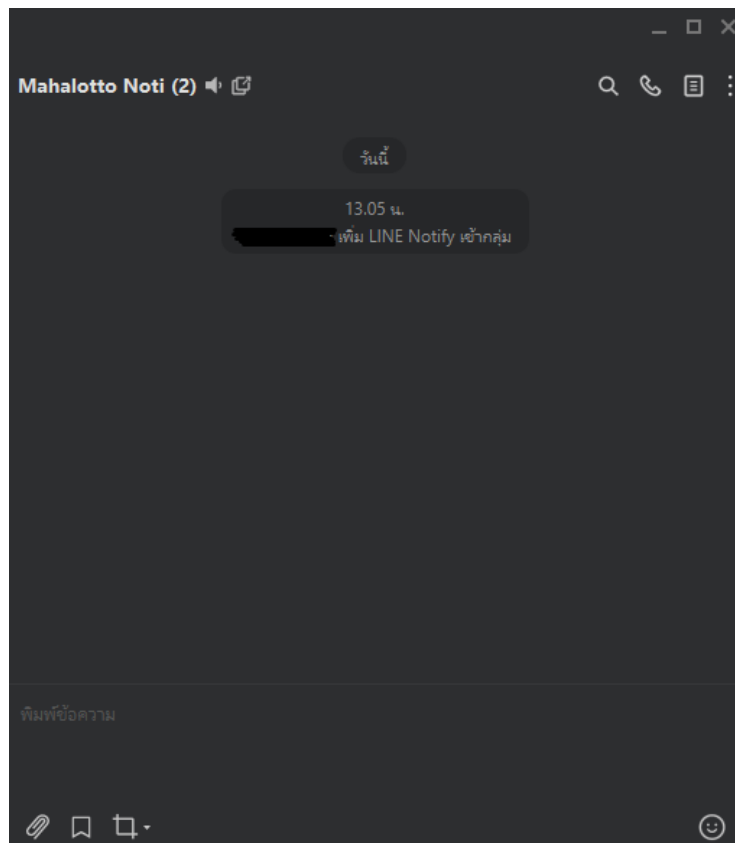 Mahalotto Noti (2)
วันนี้
13.05 น.
เพิ่ม LINE Notify เข้ากลุ่ม
พิมพ์ข้อความ